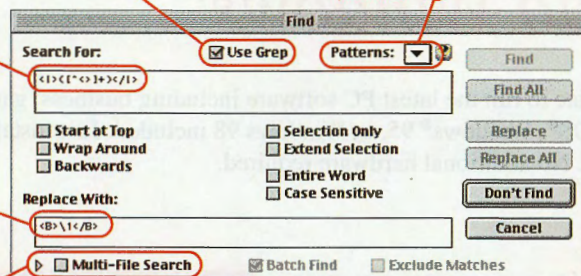 Find
Search For:
Use Grep
Patterns:
Find
<I>([^<>]+)</I>
Find All
Start at Top
Selection Only
Replace
Wrap Around
Extend Selection
Replace All
Backwards
Entire Word
Case Sensitive
Don't Find
Replace With:
<B>\1</B>
Cancel
Multi-File Search
Batch Find
Exclude Matches